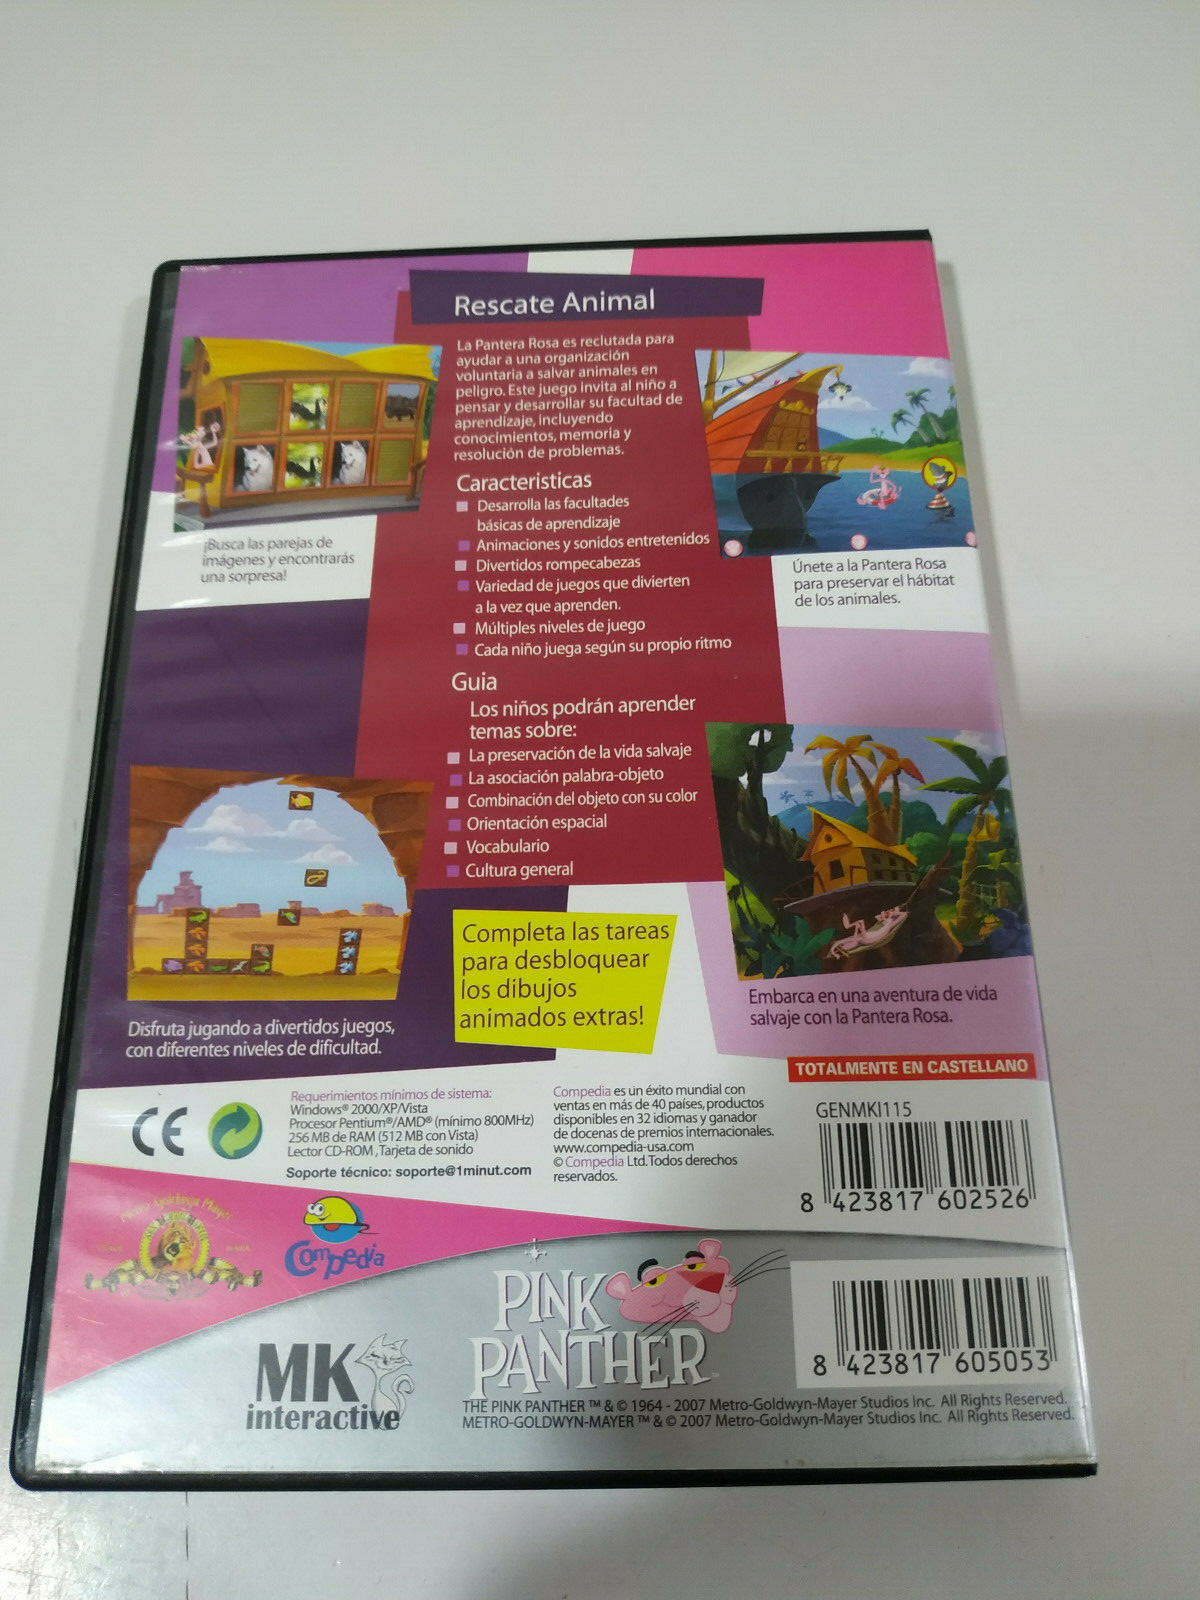 Rescate Animal
La Pantera Rosa es reclutada para
ayudar a una organización
voluntaria a salvar animales en
peligro. Este juego invita al niño a
pensar y desarrollar su facultad de
aprendizaje, incluyendo
conocimientos, memoria y
resolución de problemas.
Caracteristicas
Desarrolla las facultades
básicas de aprendizaje
Animaciones y sonidos entretenidos
Divertidos rompecabezas
Variedad de juegos que divierten
a la vez que aprenden.
Múltiples niveles de juego
Cada niño juega según su propio ritmo
Guia
Los niños podrán aprender
temas sobre:
La preservación de la vida salvaje
La asociación palabra-objeto
Combinación del objeto con su color
Orientación espacial
Vocabulario
Cultura general
¡Busca las parejas de
imágenes y encontrarás
una sorpresa!
Únete a la Pantera Rosa
para preservar el hábitat
de los animales.
Disfruta jugando a divertidos juegos,
con diferentes niveles de dificultad.
Completa las tareas
para desbloquear
los dibujos
animados extras!
Embarca en una aventura de vida
salvaje con la Pantera Rosa.
TOTALMENTE EN CASTELLANO
CE
Requerimientos mínimos de sistema:
Windows® 2000/XP/Vista
Procesor Pentium®/AMD® (mínimo 800MHz)
256 MB de RAM (512 MB con Vista)
Lector CD-ROM, Tarjeta de sonido
Soporte técnico: soporte@1minut.com
Compedia es un éxito mundial con
ventas en más de 40 países, productos
disponibles en 32 idiomas y ganador
de docenas de premios internacionales.
www.compedia-usa.com
© Compedia Ltd. Todos derechos
reservados.
GENMKI115
8 423817 602526
Metro Goldwyn Mayer
Compedia
MK
interactive
PINK
PANTHER™
8 423817 605053
THE PINK PANTHER ™ & © 1964 - 2007 Metro-Goldwyn-Mayer Studios Inc. All Rights Reserved.
METRO-GOLDWYN-MAYER ™ & © 2007 Metro-Goldwyn-Mayer Studios Inc. All Rights Reserved.